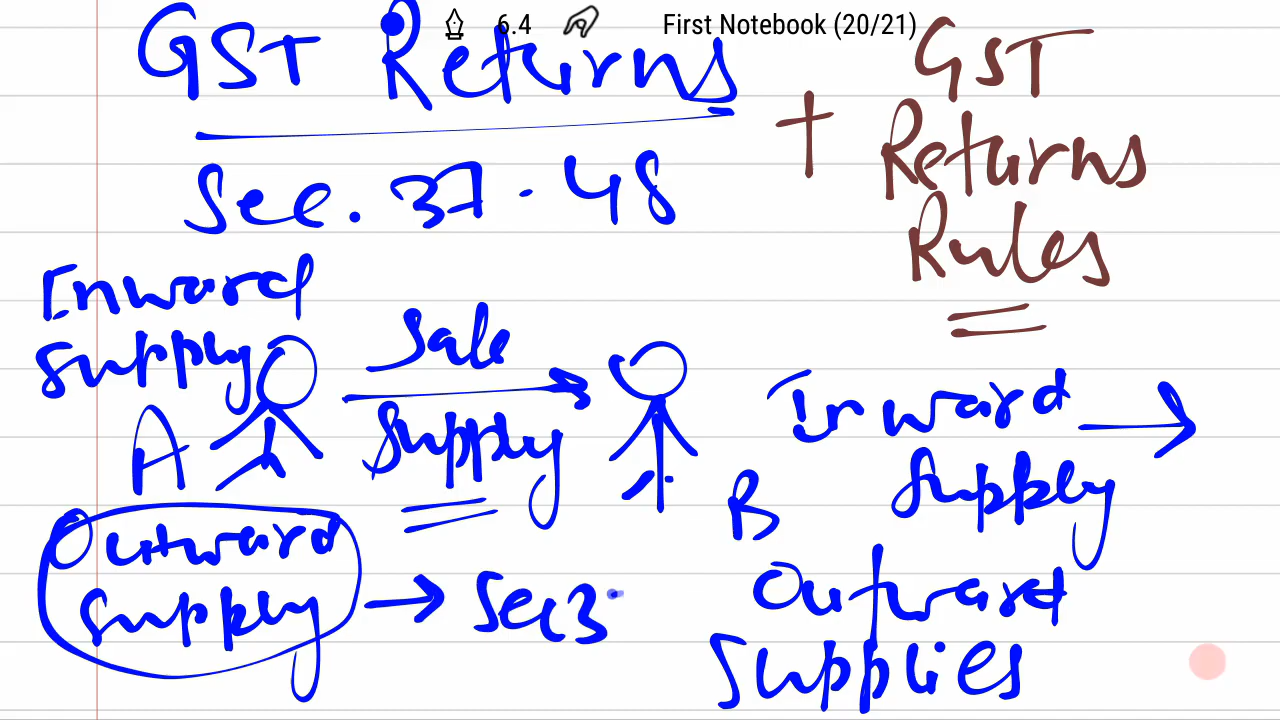 6.4 First Notebook (20/21)
GST Returns
Sec. 37-48
+ GST
Returns
Rules
Inward
Supply
A
Sale
Supply
B
Inward
Supply
Outward
Supply
→ Sec 3
Outward
Supplies